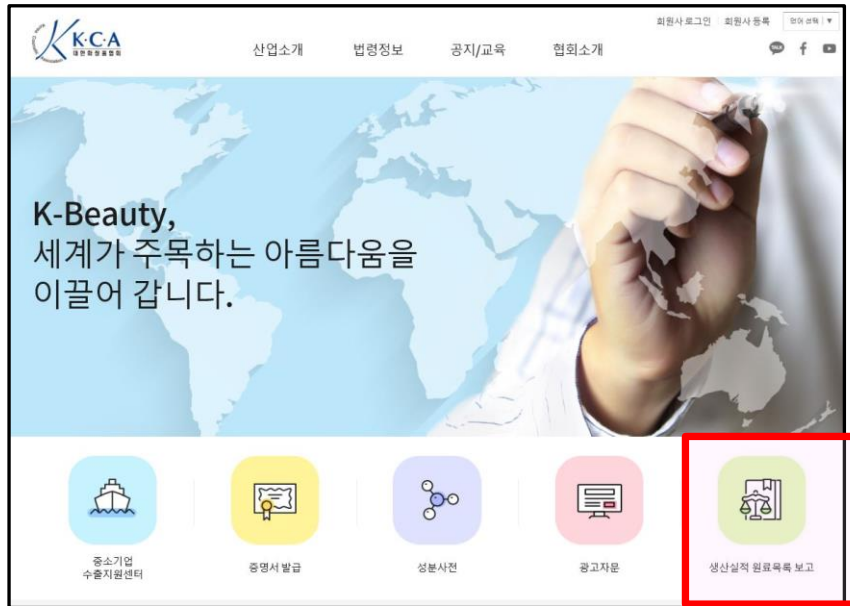 회원사 로그인 회원사 등록 언어 선택 ▼
K·C·A
대한화장품협회
산업소개 법령정보 공지/교육 협회소개
TALK
K-Beauty,
세계가 주목하는 아름다움을
이끌어 갑니다.
중소기업
수출지원센터
증명서 발급
성분사전
광고자문
생산실적 원료목록 보고